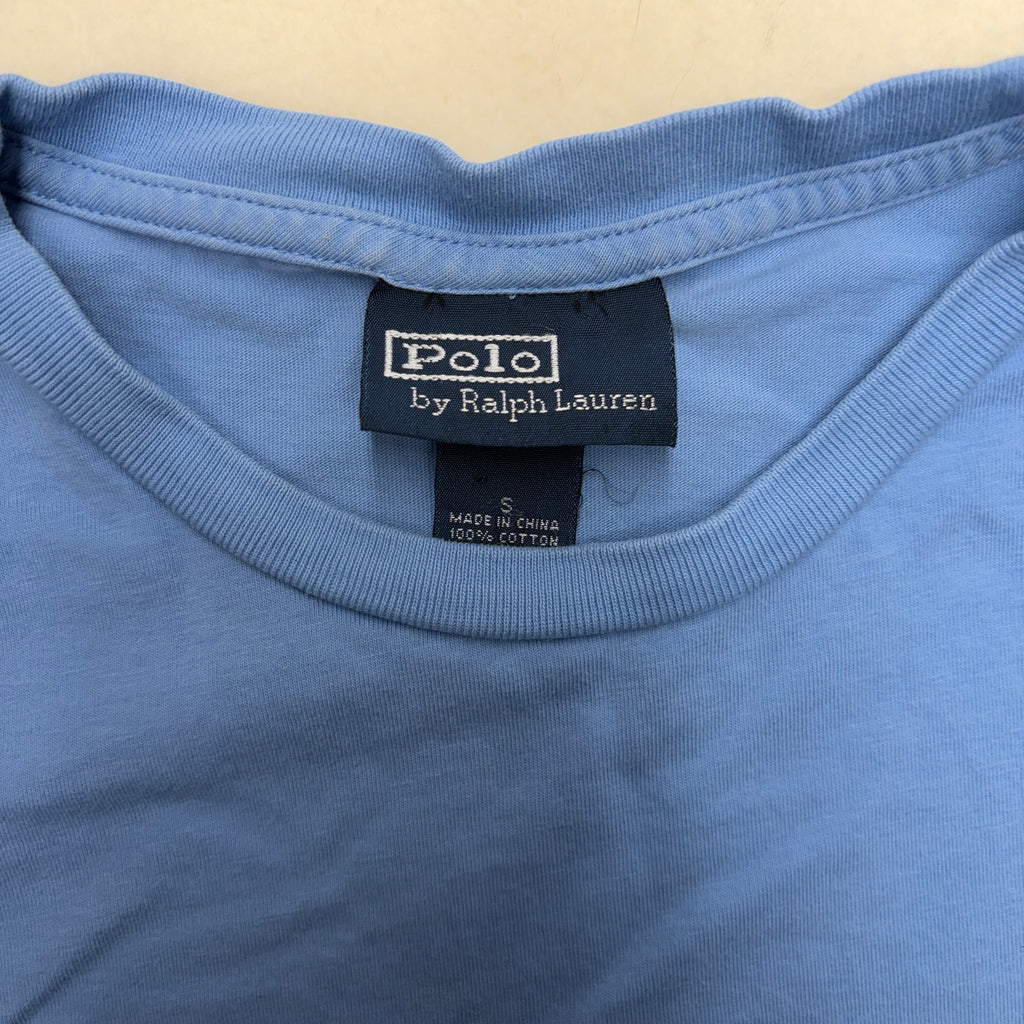 Polo
by Ralph Lauren
S
MADE IN CHINA
100% COTTON